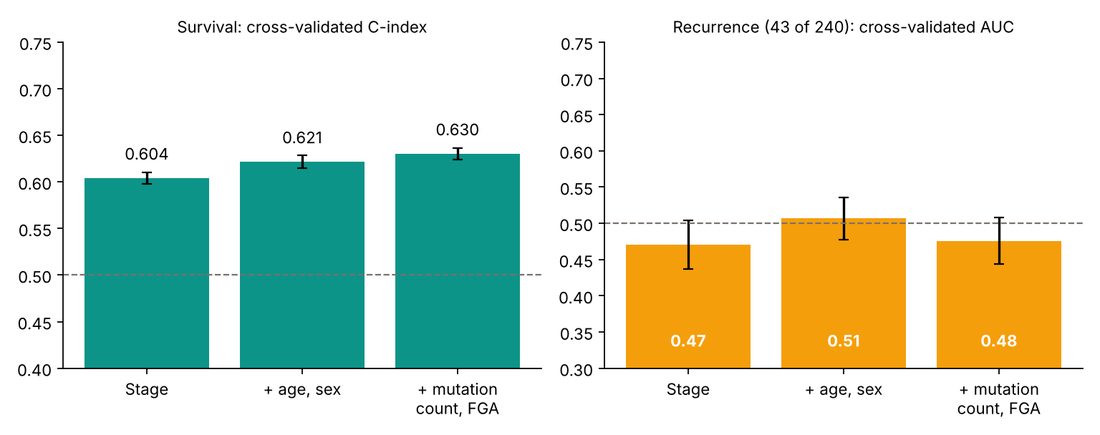 Survival: cross-validated C-index
0.75
0.70
0.65
0.60
0.55
0.50
0.45
0.40
0.604
0.621
0.630
Stage
+ age, sex
+ mutation
count, FGA
Recurrence (43 of 240): cross-validated AUC
0.75
0.70
0.65
0.60
0.55
0.50
0.45
0.40
0.35
0.30
0.47
0.51
0.48
Stage
+ age, sex
+ mutation
count, FGA